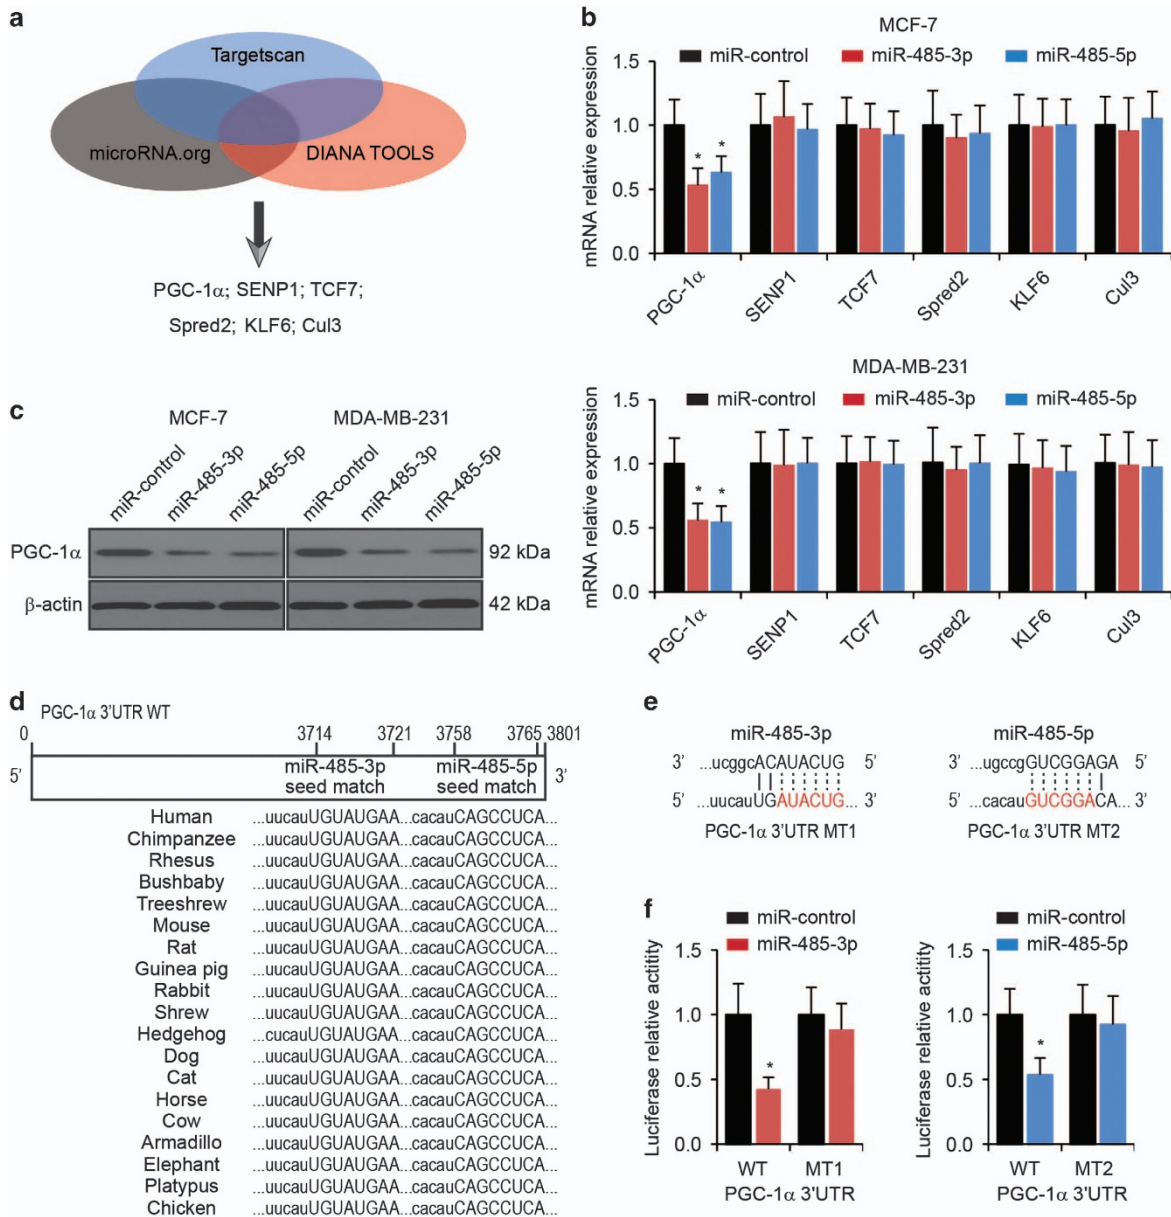 a
Targetscan
microRNA.org
DIANA TOOLS
PGC-1α; SENP1; TCF7;
Spred2; KLF6; Cul3
b
MCF-7
miR-control miR-485-3p miR-485-5p
mRNA relative expression
1.5
1.0
0.5
0.0
* *
PGC-1α SENP1 TCF7 Spred2 KLF6 Cul3
MDA-MB-231
miR-control miR-485-3p miR-485-5p
mRNA relative expression
1.5
1.0
0.5
0.0
* *
PGC-1α SENP1 TCF7 Spred2 KLF6 Cul3
c
MCF-7 MDA-MB-231
miR-control miR-485-3p miR-485-5p miR-control miR-485-3p miR-485-5p
PGC-1α 92 kDa
β-actin 42 kDa
d
PGC-1α 3'UTR WT
0 3714 3721 3758 3765 3801
5' miR-485-3p seed match miR-485-5p seed match 3'
Human ...uucauUGUAUGAA...cacauCAGCCUCA...
Chimpanzee ...uucauUGUAUGAA...cacauCAGCCUCA...
Rhesus ...uucauUGUAUGAA...cacauCAGCCUCA...
Bushbaby ...uucauUGUAUGAA...cacauCAGCCUCA...
Treeshrew ...uucauUGUAUGAA...cacauCAGCCUCA...
Mouse ...uucauUGUAUGAA...cacauCAGCCUCA...
Rat ...uucauUGUAUGAA...cacauCAGCCUCA...
Guinea pig ...uucauUGUAUGAA...cacauCAGCCUCA...
Rabbit ...uucauUGUAUGAA...cacauCAGCCUCA...
Shrew ...uucauUGUAUGAA...cacauCAGCCUCA...
Hedgehog ...cucauUGUAUGAA...cacauCAGCCUCA...
Dog ...uucauUGUAUGAA...cacauCAGCCUCA...
Cat ...uucauUGUAUGAA...cacauCAGCCUCA...
Horse ...uucauUGUAUGAA...cacauCAGCCUCA...
Cow ...uucauUGUAUGAA...cacauCAGCCUCA...
Armadillo ...uucauUGUAUGAA...cacauCAGCCUCA...
Elephant ...uucauUGUAUGAA...cacauCAGCCUCA...
Platypus ...uucauUGUAUGAA...cacauCAGCCUCA...
Chicken ...uucauUGUAUGAA...cacauCAGCCUCA...
e
miR-485-3p
3' ...ucggcACAUACUG 5'
5' ...uucauUGAUACUG... 3'
PGC-1α 3'UTR MT1
miR-485-5p
3' ...ugccgGUCGGAGA 5'
5' ...cacauGUCGGACA... 3'
PGC-1α 3'UTR MT2
f
miR-control
miR-485-3p
Luciferase relative actitity
1.5
1.0
0.5
0.0
*
WT MT1
PGC-1α 3'UTR
miR-control
miR-485-5p
Luciferase relative actitity
1.5
1.0
0.5
0.0
*
WT MT2
PGC-1α 3'UTR